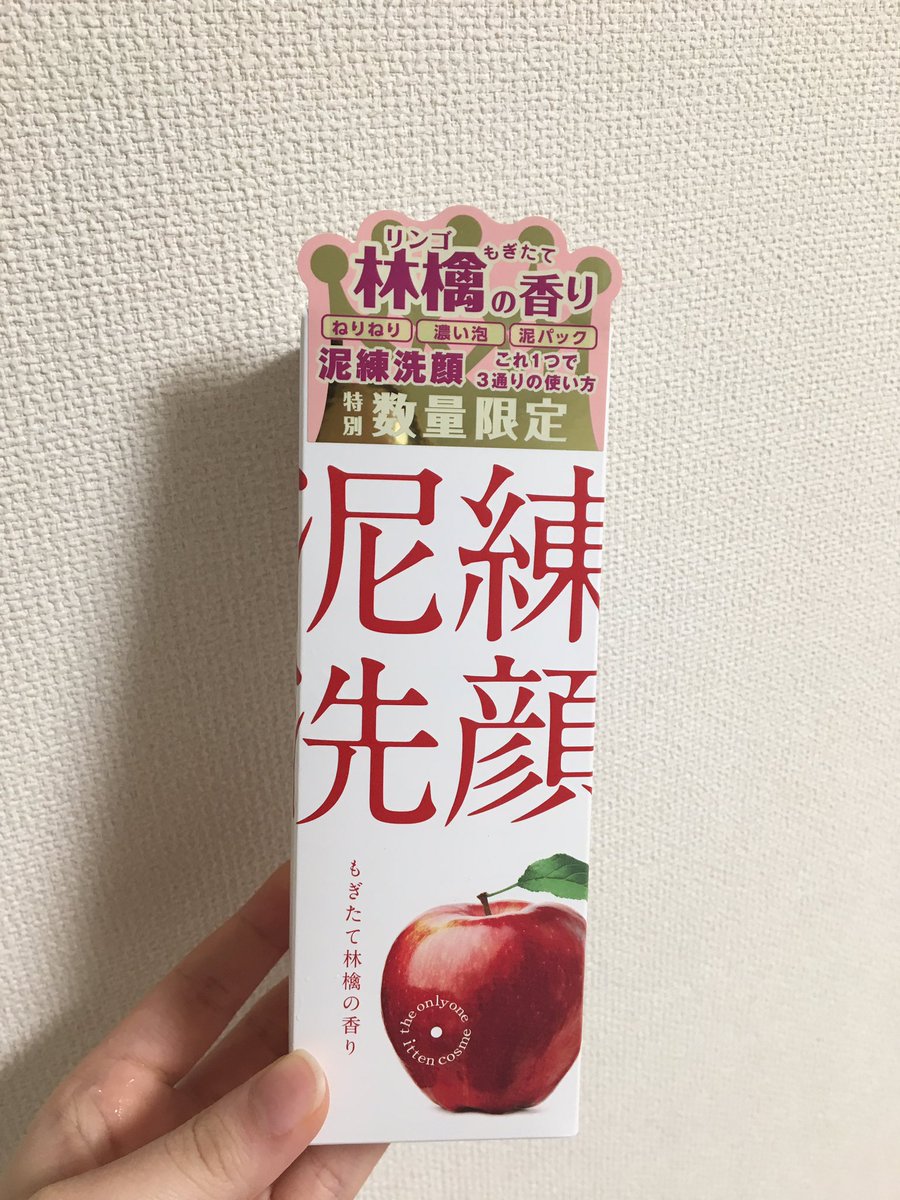 リンゴ
もぎたて
林檎の香り
ねりねり 濃い泡 泥パック
泥練洗顔
これ1つで
3通りの使い方
特別 数量限定
泥練
洗顔
もぎたて林檎の香り
the onlyone
itten cosme